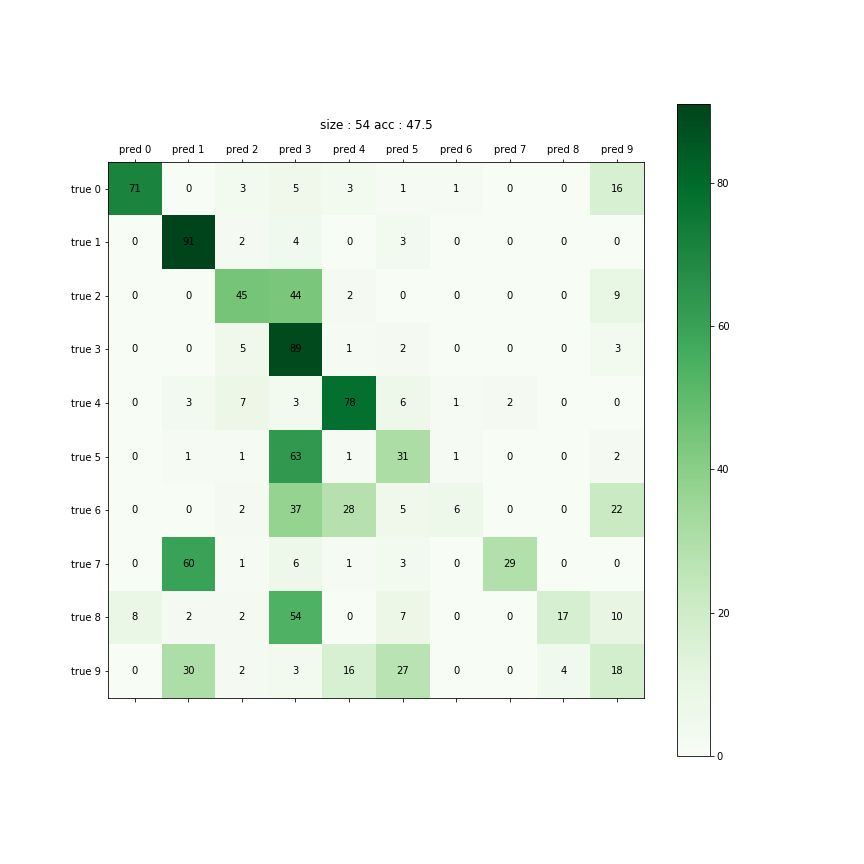 size : 54 acc : 47.5
pred 0 pred 1 pred 2 pred 3 pred 4 pred 5 pred 6 pred 7 pred 8 pred 9
true 0 71 0 3 5 3 1 1 0 0 16
true 1 0 91 2 4 0 3 0 0 0 0
true 2 0 0 45 44 2 0 0 0 0 9
true 3 0 0 5 89 1 2 0 0 0 3
true 4 0 3 7 3 78 6 1 2 0 0
true 5 0 1 1 63 1 31 1 0 0 2
true 6 0 0 2 37 28 5 6 0 0 22
true 7 0 60 1 6 1 3 0 29 0 0
true 8 8 2 2 54 0 7 0 0 17 10
true 9 0 30 2 3 16 27 0 0 4 18
80
60
40
20
0